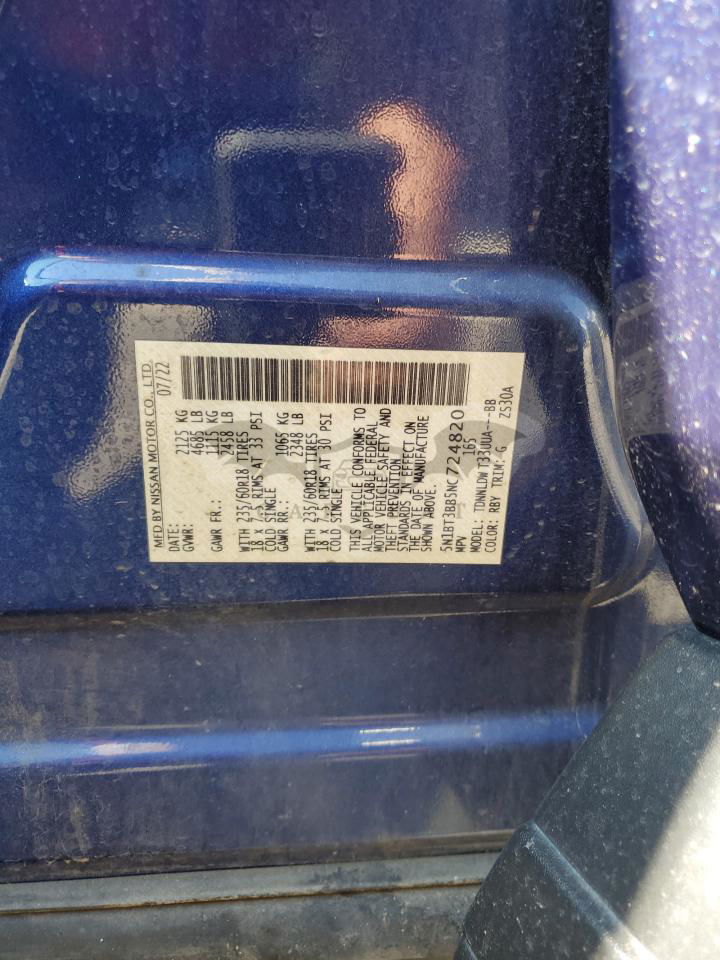 MFD BY NISSAN MOTOR CO., LTD.
DATE: 07/22
GVWR: 2125 KG
4685 LB
GAWR FR.: 1115 KG
2458 LB
WITH 235/60R18 TIRES
18 x 7.5 RIMS AT 33 PSI
COLD SINGLE
GAWR RR.: 1065 KG
2348 LB
WITH 235/60R18 TIRES
18 x 7.5 RIMS AT 30 PSI
COLD SINGLE
THIS VEHICLE CONFORMS TO
ALL APPLICABLE FEDERAL
MOTOR VEHICLE SAFETY AND
THEFT PREVENTION
STANDARDS IN EFFECT ON
THE DATE OF MANUFACTURE
SHOWN ABOVE.
5N1BT3BB5NC724820
MPV 165
MODEL: TDWNLDW T33UUA---BB
COLOR: RBY TRIM: G ZS30A